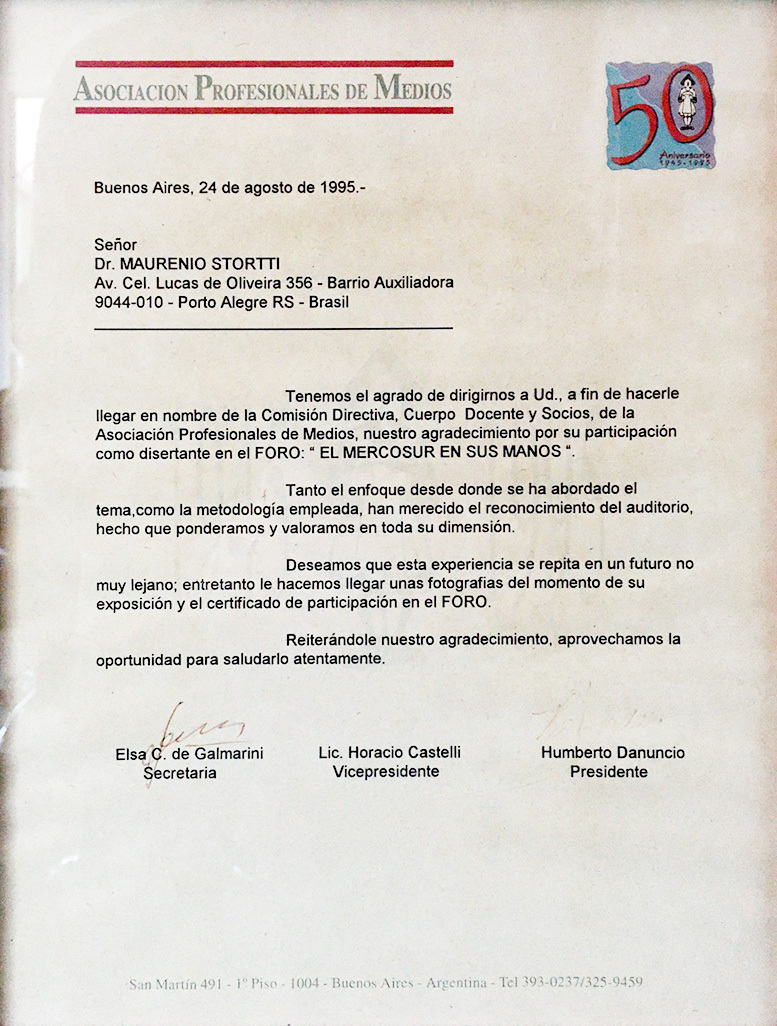 ASOCIACION PROFESIONALES DE MEDIOS
50
Aniversario
1945-1995
Buenos Aires, 24 de agosto de 1995.-
Señor
Dr. MAURENIO STORTTI
Av. Cel. Lucas de Oliveira 356 - Barrio Auxiliadora
9044-010 - Porto Alegre RS - Brasil
Tenemos el agrado de dirigirnos a Ud., a fin de hacerle
llegar en nombre de la Comisión Directiva, Cuerpo Docente y Socios, de la
Asociación Profesionales de Medios, nuestro agradecimiento por su participación
como disertante en el FORO: “ EL MERCOSUR EN SUS MANOS “.
Tanto el enfoque desde donde se ha abordado el
tema,como la metodología empleada, han merecido el reconocimiento del auditorio,
hecho que ponderamos y valoramos en toda su dimensión.
Deseamos que esta experiencia se repita en un futuro no
muy lejano; entretanto le hacemos llegar unas fotografias del momento de su
exposición y el certificado de participación en el FORO.
Reiterándole nuestro agradecimiento, aprovechamos la
oportunidad para saludarlo atentamente.
Elsa C. de Galmarini Lic. Horacio Castelli Humberto Danuncio
Secretaria Vicepresidente Presidente
San Martín 491 - 1º Piso - 1004 - Buenos Aires - Argentina - Tel 393-0237/325-9459